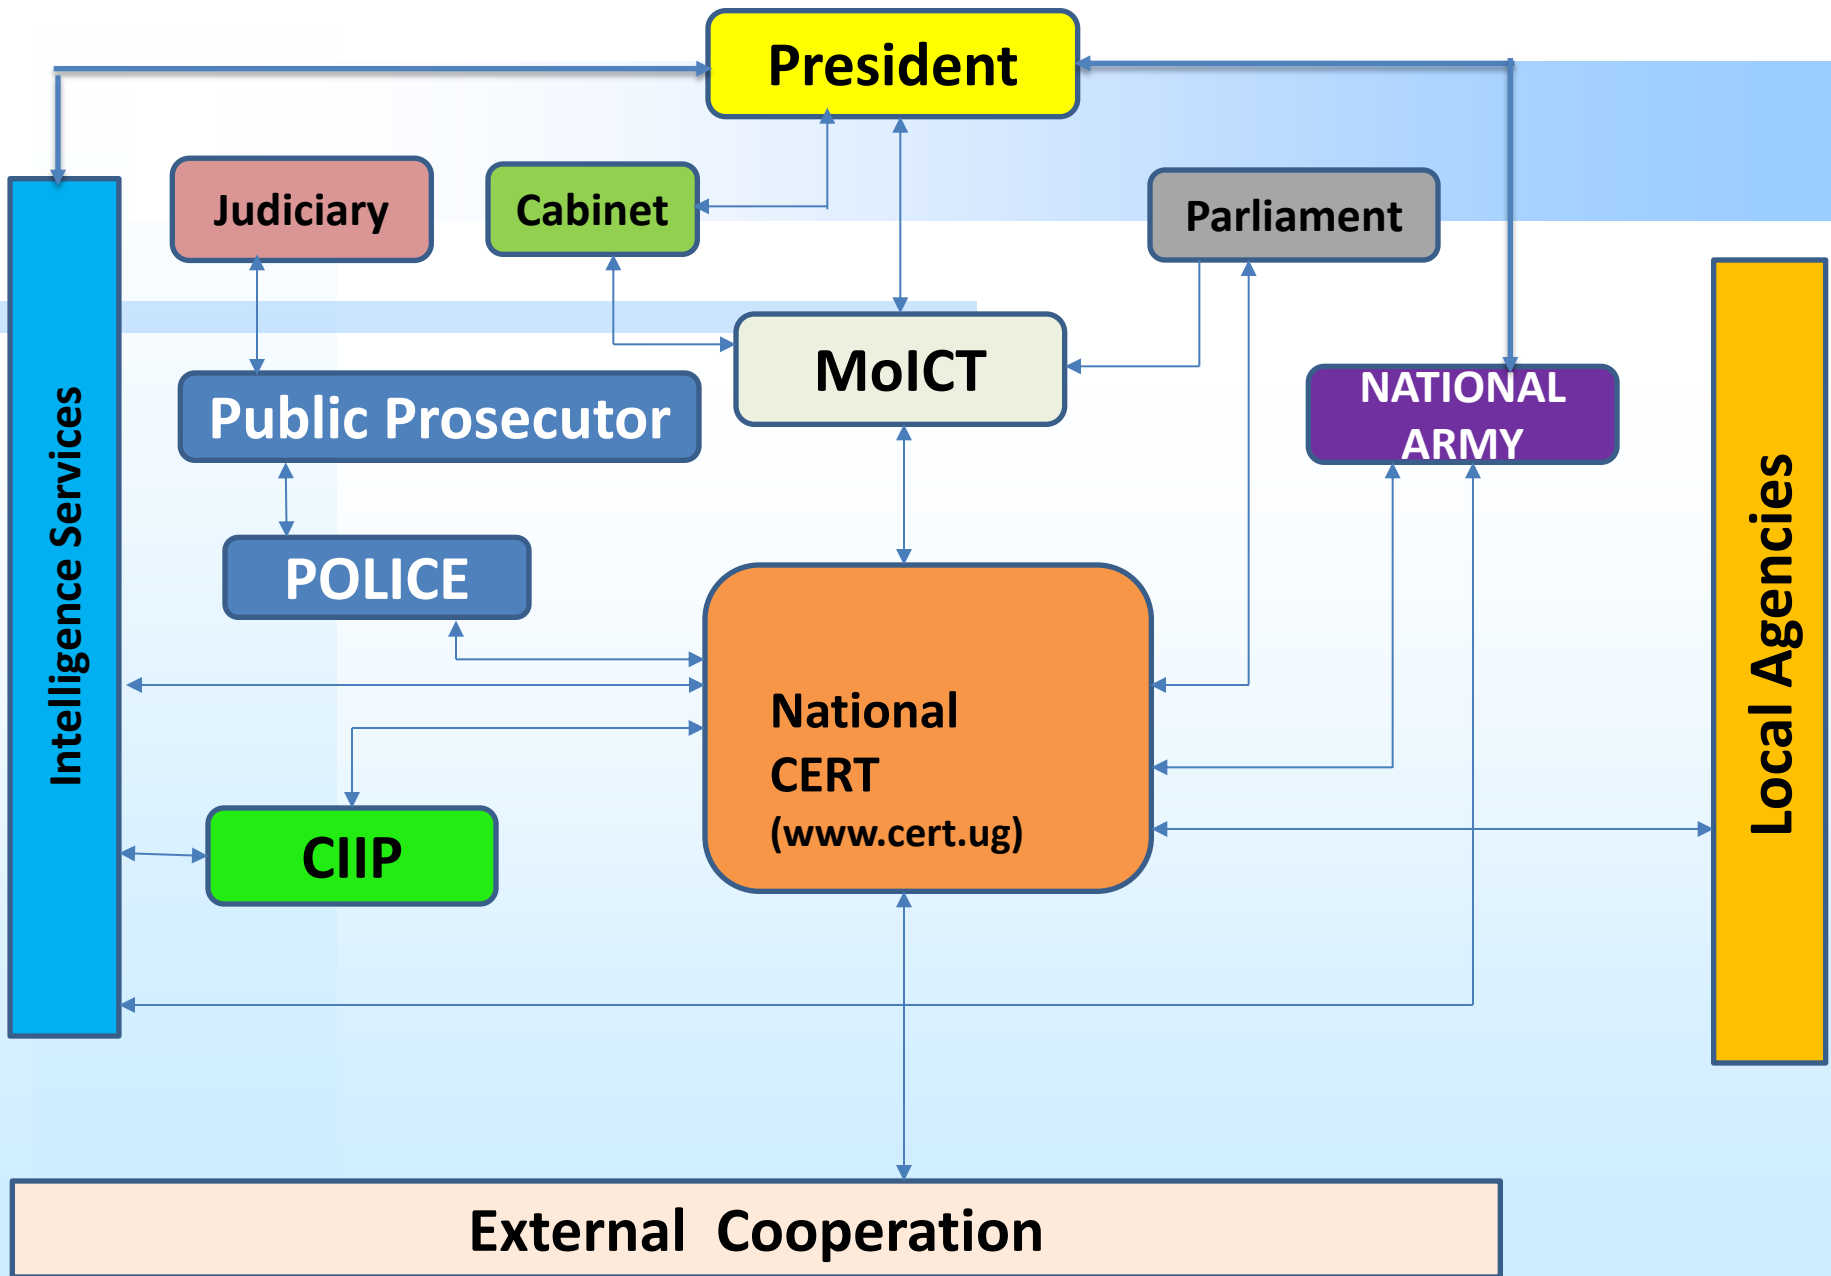 President
Judiciary
Cabinet
Parliament
MoICT
Public Prosecutor
NATIONAL
ARMY
Intelligence Services
POLICE
Local Agencies
National
CERT
(www.cert.ug)
CIIP
External  Cooperation